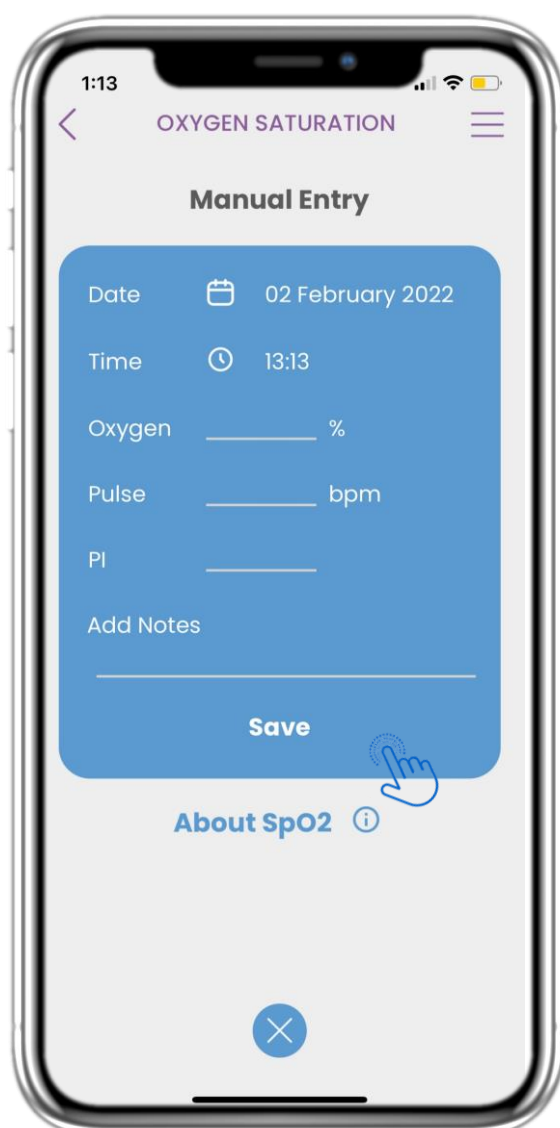 1:13
OXYGEN SATURATION
Manual Entry
Date 02 February 2022
Time 13:13
Oxygen %
Pulse bpm
PI
Add Notes
Save
About SpO2